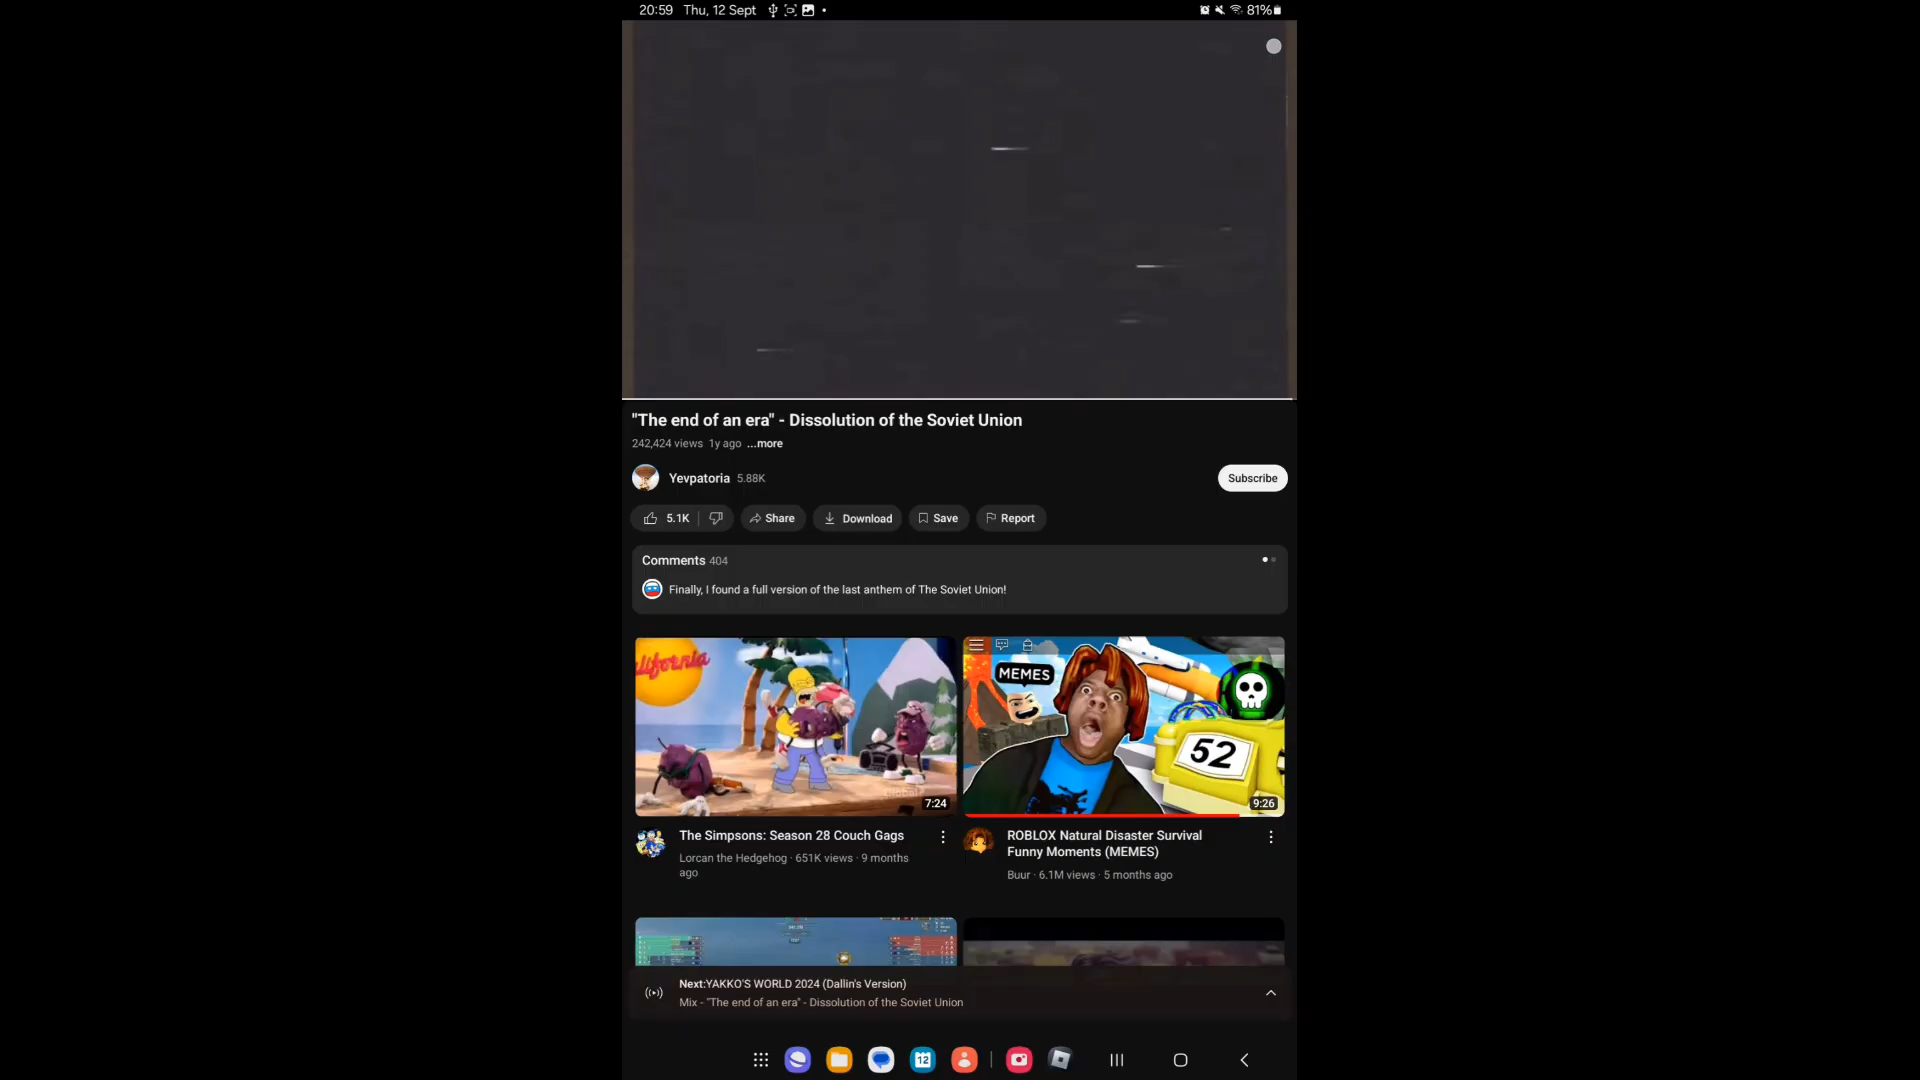 20:59 Thu, 12 Sept
81%
"The end of an era" - Dissolution of the Soviet Union
242,424 views 1y ago ...more
Yevpatoria 5.88K
Subscribe
5.1K
Share
Download
Save
Report
Comments 404
Finally, I found a full version of the last anthem of The Soviet Union!
alifornia
7:24
MEMES
52
9:26
The Simpsons: Season 28 Couch Gags
Lorcan the Hedgehog · 651K views · 9 months
ago
ROBLOX Natural Disaster Survival
Funny Moments (MEMES)
Buur · 6.1M views · 5 months ago
Next:YAKKO'S WORLD 2024 (Dallin's Version)
Mix - "The end of an era" - Dissolution of the Soviet Union
12